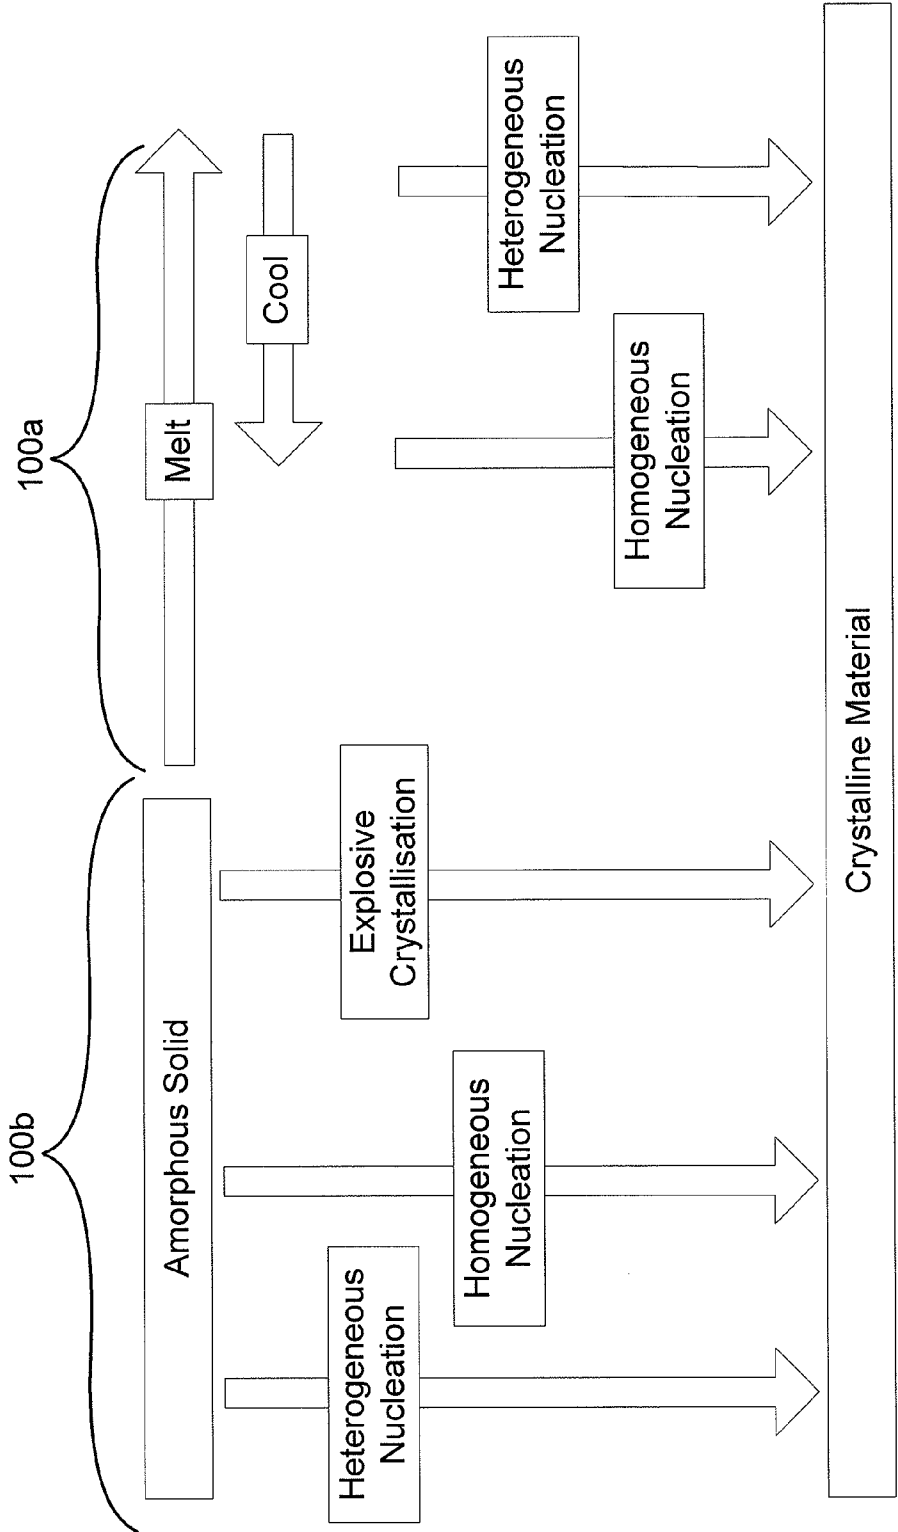 100b
100a
Amorphous Solid
Melt
Cool
Heterogeneous
Nucleation
Homogeneous
Nucleation
Explosive
Crystallisation
Homogeneous
Nucleation
Heterogeneous
Nucleation
Crystalline Material